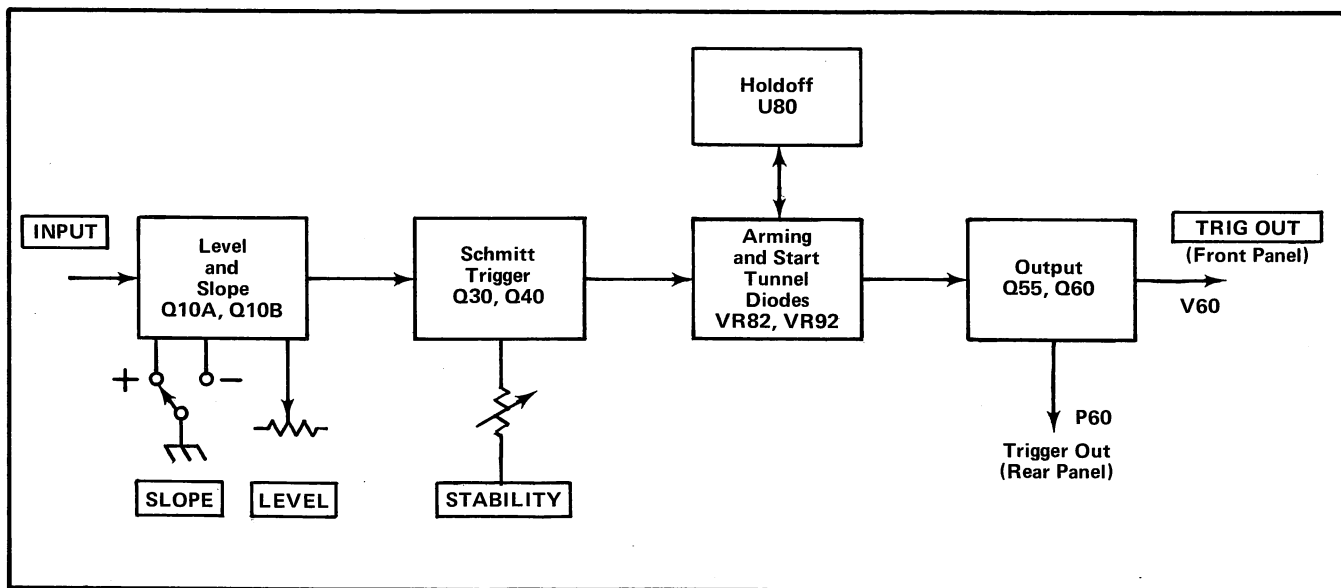 Holdoff
U80
INPUT
Level
and
Slope
Q10A, Q10B
Schmitt
Trigger
Q30, Q40
Arming
and Start
Tunnel
Diodes
VR82, VR92
Output
Q55, Q60
TRIG OUT
(Front Panel)
V60
+
−
P60
Trigger Out
(Rear Panel)
SLOPE
LEVEL
STABILITY